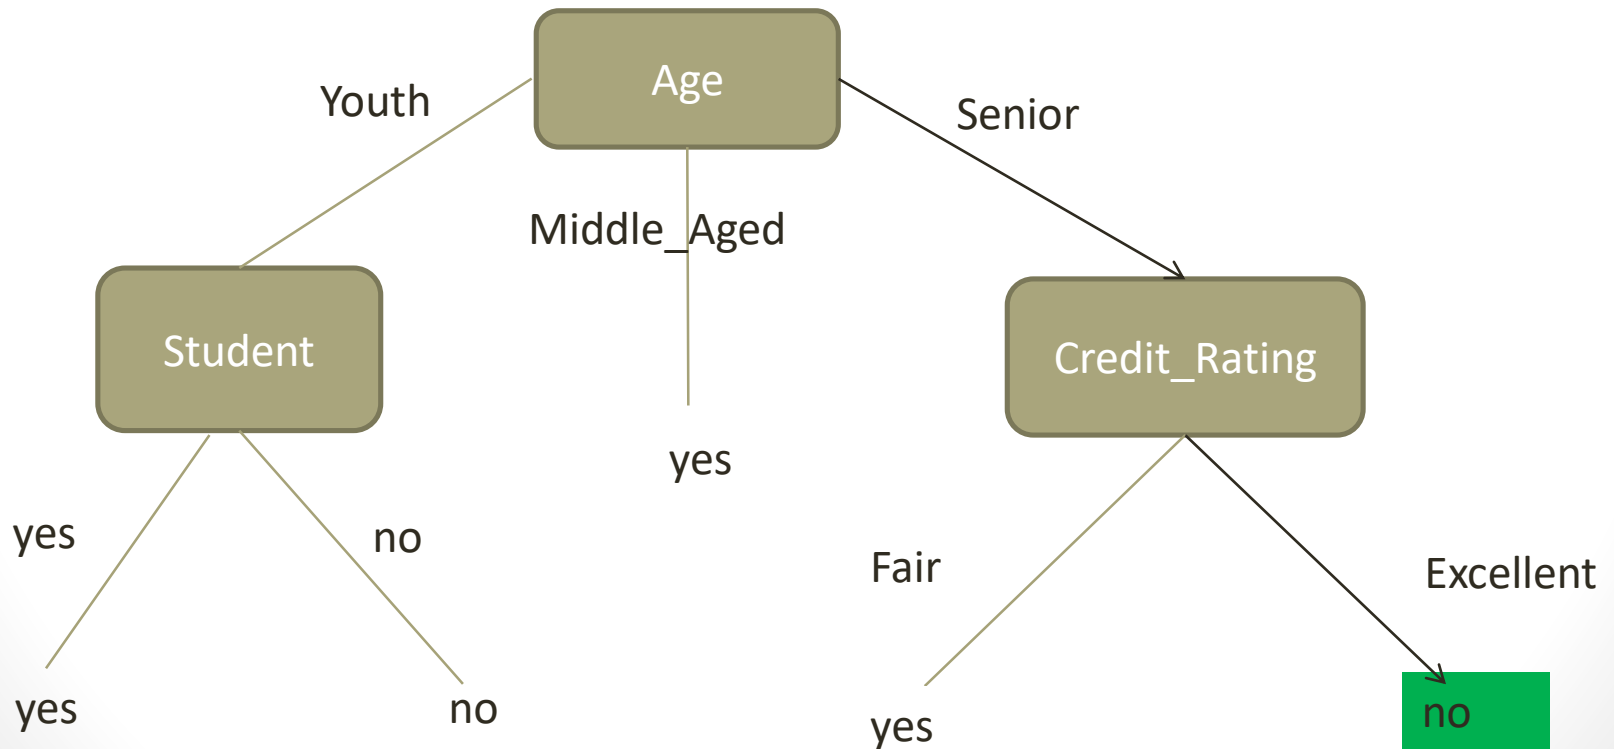 Age
Youth
Senior
Middle_Aged
Student
Credit_Rating
yes
yes
no
Fair
Excellent
yes
no
yes
no